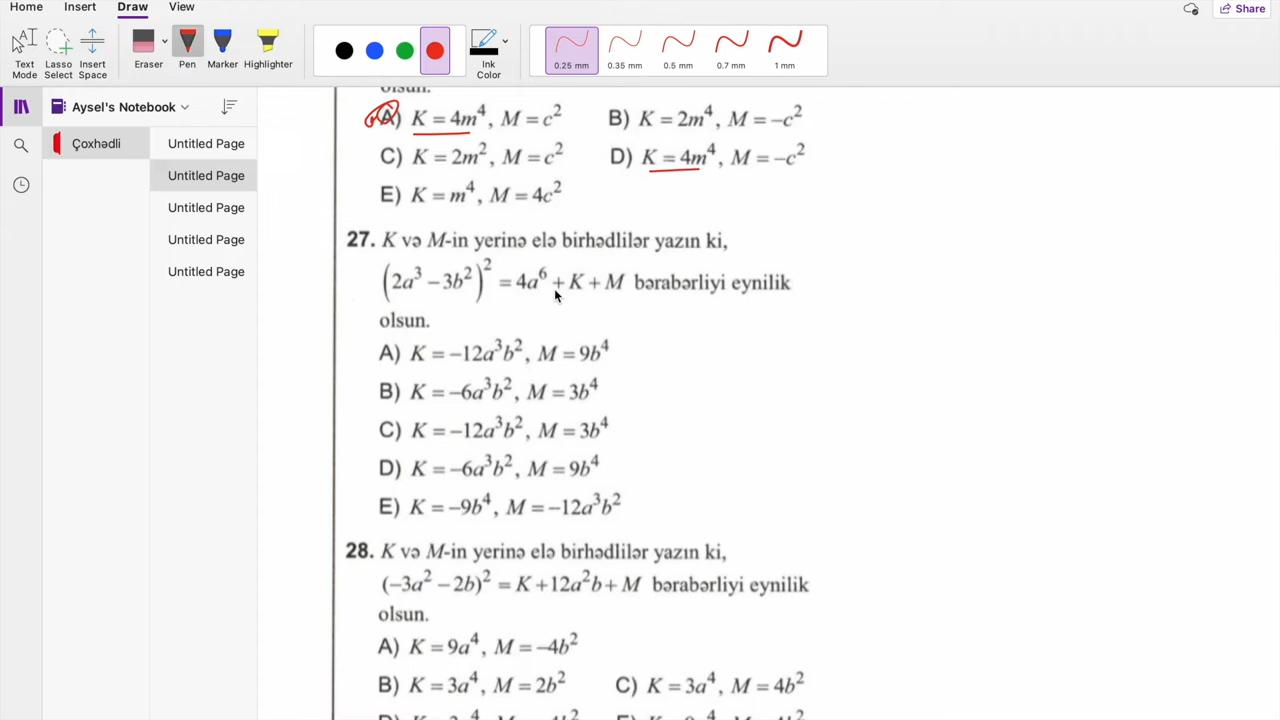 Home Insert Draw View
Share
Text Mode
Lasso Select
Insert Space
Eraser
Pen
Marker
Highlighter
Ink Color
0.25 mm 0.35 mm 0.5 mm 0.7 mm 1 mm
Aysel's Notebook
Çoxhədli
Untitled Page
Untitled Page
Untitled Page
Untitled Page
Untitled Page
olsun.
A) K = 4m⁴, M = c² B) K = 2m⁴, M = –c²
C) K = 2m², M = c² D) K = 4m⁴, M = –c²
E) K = m⁴, M = 4c²
27. K və M-in yerinə elə birhədlilər yazın ki,
(2a³ – 3b²)² = 4a⁶ + K + M bərabərliyi eynilik
olsun.
A) K = –12a³b², M = 9b⁴
B) K = –6a³b², M = 3b⁴
C) K = –12a³b², M = 3b⁴
D) K = –6a³b², M = 9b⁴
E) K = –9b⁴, M = –12a³b²
28. K və M-in yerinə elə birhədlilər yazın ki,
(–3a² – 2b)² = K + 12a²b + M bərabərliyi eynilik
olsun.
A) K = 9a⁴, M = –4b²
B) K = 3a⁴, M = 2b² C) K = 3a⁴, M = 4b²